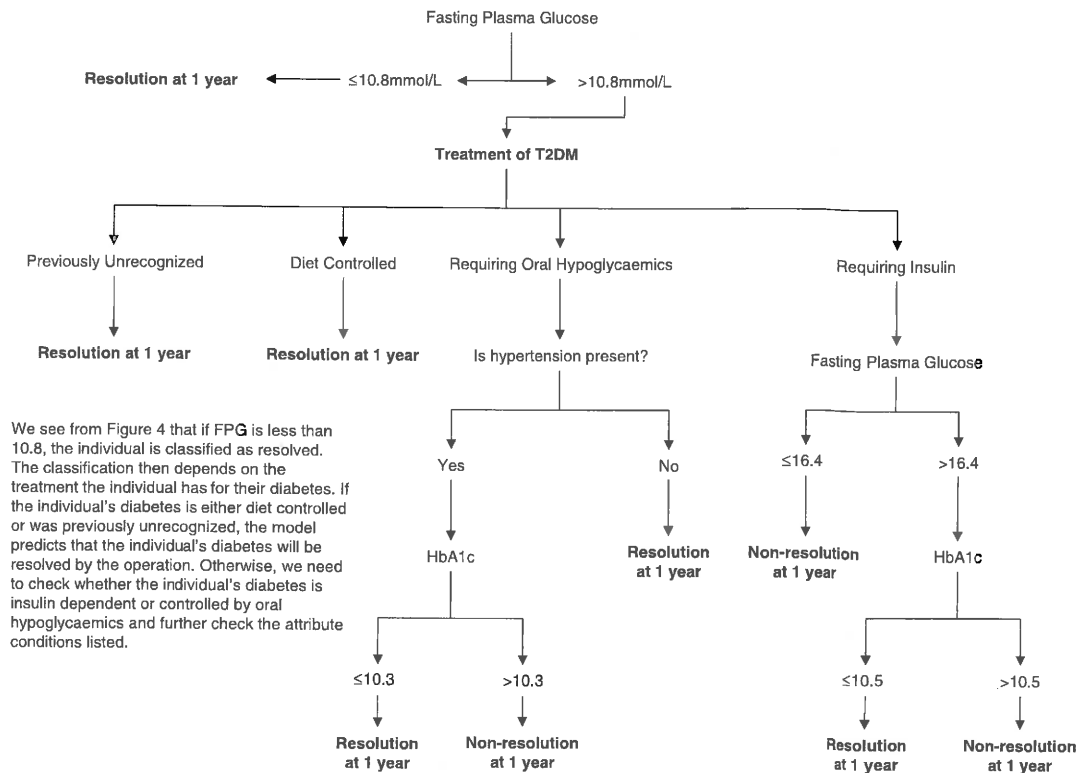 Fasting Plasma Glucose
Resolution at 1 year
≤10.8mmol/L
>10.8mmol/L
Treatment of T2DM
Previously Unrecognized
Diet Controlled
Requiring Oral Hypoglycaemics
Requiring Insulin
Resolution at 1 year
Resolution at 1 year
Is hypertension present?
Fasting Plasma Glucose
We see from Figure 4 that if FPG is less than
10.8, the individual is classified as resolved.
The classification then depends on the
treatment the individual has for their diabetes. If
the individual's diabetes is either diet controlled
or was previously unrecognized, the model
predicts that the individual's diabetes will be
resolved by the operation. Otherwise, we need
to check whether the individual's diabetes is
insulin dependent or controlled by oral
hypoglycaemics and further check the attribute
conditions listed.
Yes
No
≤16.4
>16.4
HbA1c
Resolution
at 1 year
Non-resolution
at 1 year
HbA1c
≤10.3
>10.3
≤10.5
>10.5
Resolution
at 1 year
Non-resolution
at 1 year
Resolution
at 1 year
Non-resolution
at 1 year